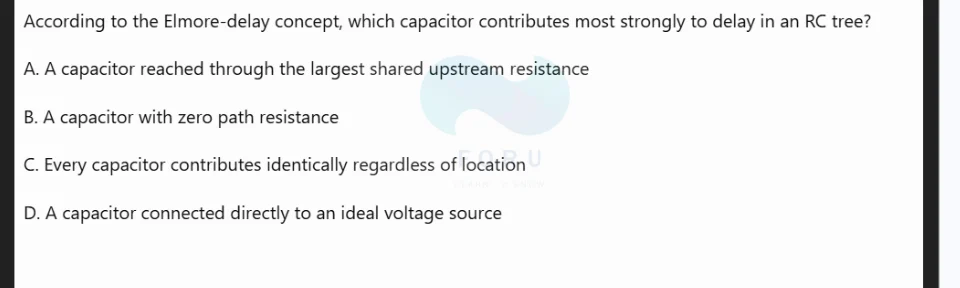 According to the Elmore-delay concept, which capacitor contributes most strongly to delay in an RC tree?
A. A capacitor reached through the largest shared upstream resistance
B. A capacitor with zero path resistance
FORU
C. Every capacitor contributes identically regardless of location
D. A capacitor connected directly to an ideal voltage source